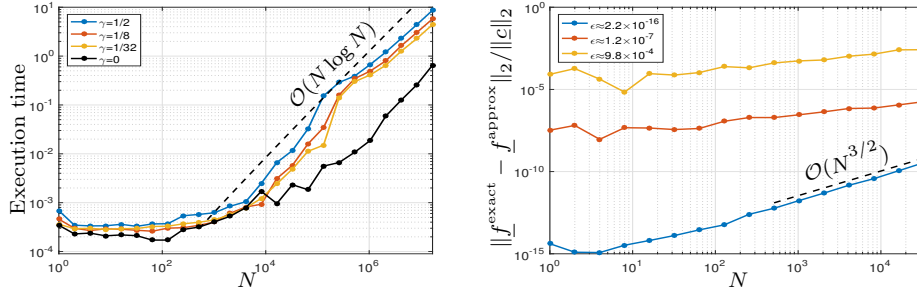 10^1
γ=1/2
γ=1/8
γ=1/32
γ=0
O(N log N)
Execution time
10^0
10^-1
10^-2
10^-3
10^-4
10^0
10^2
10^4
10^6
N
ϵ≈2.2×10^-16
ϵ≈1.2×10^-7
ϵ≈9.8×10^-4
||f^exact − f^approx||_2/||c||_2
10^0
10^-5
10^-10
10^-15
O(N^3/2)
10^0
10^1
10^2
10^3
10^4
N